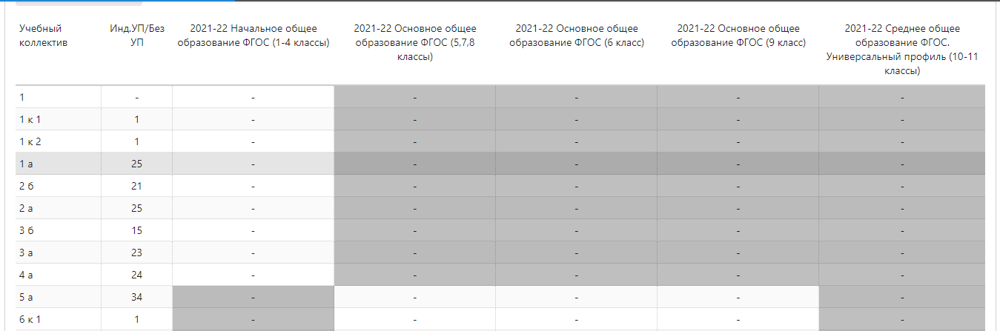 Учебный коллектив Инд.УП/Без УП 2021-22 Начальное общее образование ФГОС (1-4 классы) 2021-22 Основное общее образование ФГОС (5,7,8 классы) 2021-22 Основное общее образование ФГОС (6 класс) 2021-22 Основное общее образование ФГОС (9 класс) 2021-22 Среднее общее образование ФГОС. Универсальный профиль (10-11 классы)
1 - - - - - -
1 к 1 1 - - - - -
1 к 2 1 - - - - -
1 а 25 - - - - -
2 б 21 - - - - -
2 а 25 - - - - -
3 б 15 - - - - -
3 а 23 - - - - -
4 а 24 - - - - -
5 а 34 - - - - -
6 к 1 1 - - - - -